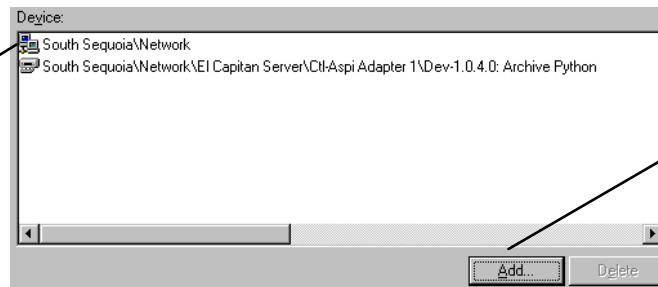 Device:
South Sequoia\Network
South Sequoia\Network\El Capitan Server\Ctl-Aspi Adapter 1\Dev-1.0.4.0: Archive Python
Add...
Delete